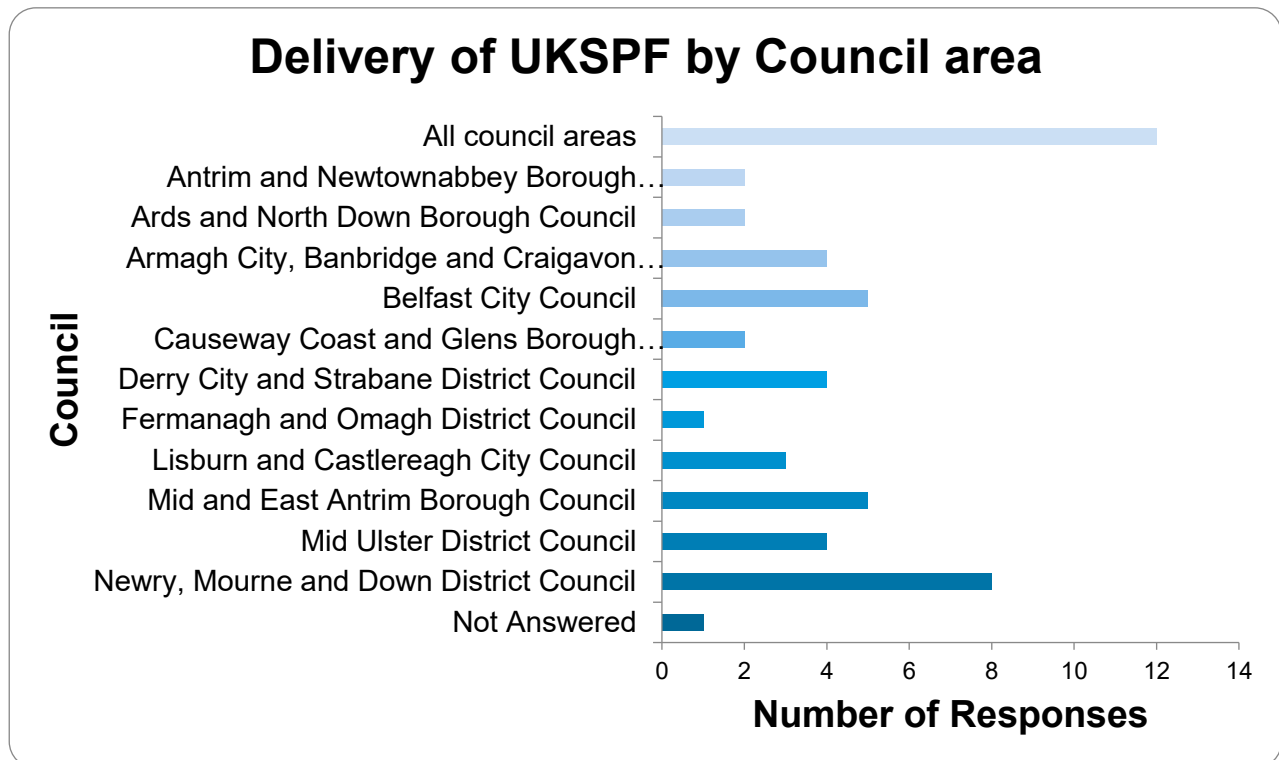 Delivery of UKSPF by Council area
All council areas
Antrim and Newtownabbey Borough…
Ards and North Down Borough Council
Armagh City, Banbridge and Craigavon…
Belfast City Council
Causeway Coast and Glens Borough…
Derry City and Strabane District Council
Fermanagh and Omagh District Council
Lisburn and Castlereagh City Council
Mid and East Antrim Borough Council
Mid Ulster District Council
Newry, Mourne and Down District Council
Not Answered
Council
0 2 4 6 8 10 12 14
Number of Responses